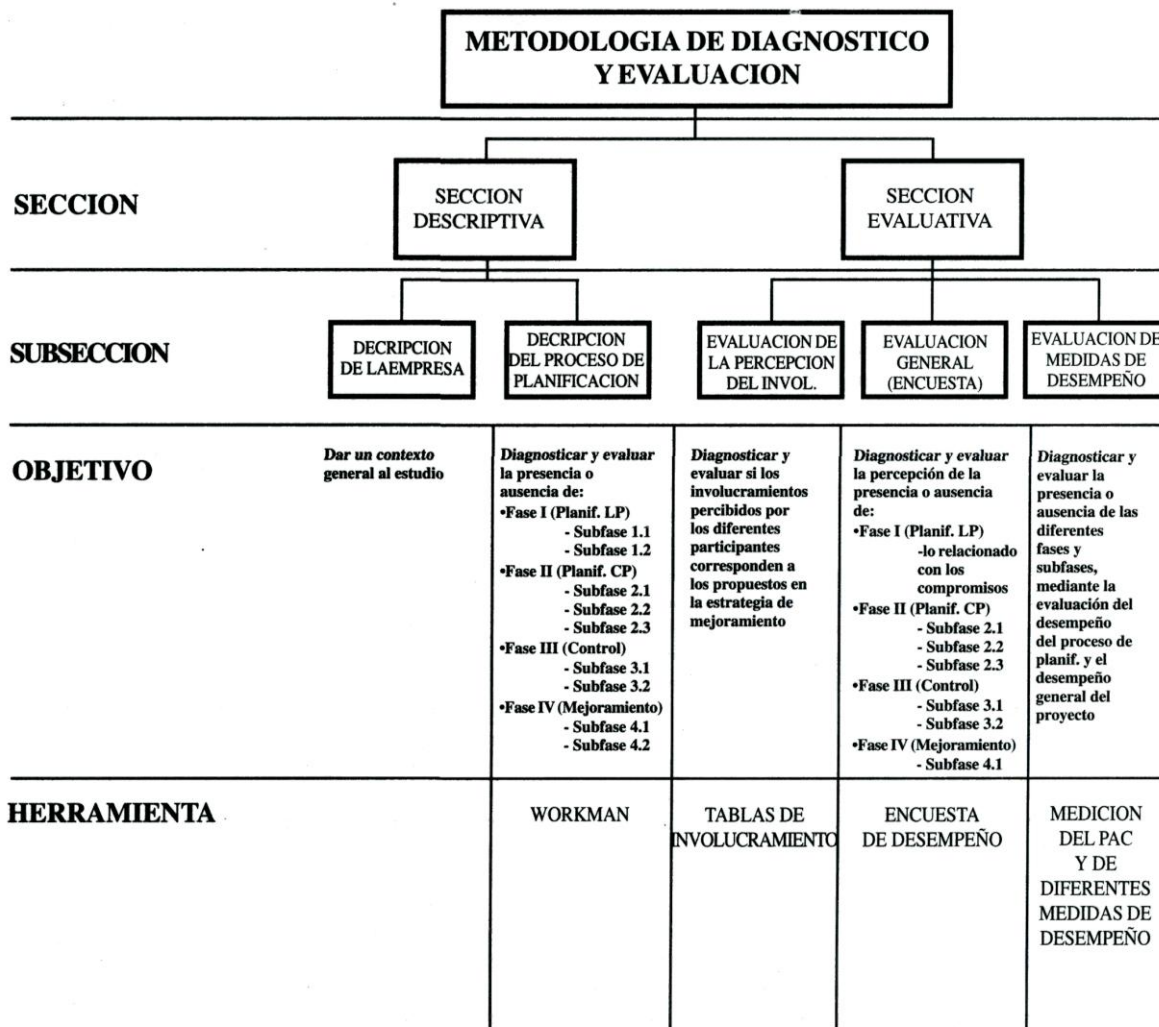 METODOLOGIA DE DIAGNOSTICO
Y EVALUACION
SECCION
SECCION
DESCRIPTIVA
SECCION
EVALUATIVA
SUBSECCION
DECRIPCION
DE LAEMPRESA
DECRIPCION
DEL PROCESO DE
PLANIFICACION
EVALUACION DE
LA PERCEPCION
DEL INVOL.
EVALUACION
GENERAL
(ENCUESTA)
EVALUACION DE
MEDIDAS DE
DESEMPEÑO
OBJETIVO
Dar un contexto
general al estudio
Diagnosticar y evaluar
la presencia o
ausencia de:
•Fase I (Planif. LP)
- Subfase 1.1
- Subfase 1.2
•Fase II (Planif. CP)
- Subfase 2.1
- Subfase 2.2
- Subfase 2.3
•Fase III (Control)
- Subfase 3.1
- Subfase 3.2
•Fase IV (Mejoramiento)
- Subfase 4.1
- Subfase 4.2
Diagnosticar y
evaluar si los
involucramientos
percibidos por
los diferentes
participantes
corresponden a
los propuestos en
la estrategia de
mejoramiento
Diagnosticar y evaluar
la percepción de la
presencia o ausencia
de:
•Fase I (Planif. LP)
-lo relacionado
con los
compromisos
•Fase II (Planif. CP)
- Subfase 2.1
- Subfase 2.2
- Subfase 2.3
•Fase III (Control)
- Subfase 3.1
- Subfase 3.2
•Fase IV (Mejoramiento)
- Subfase 4.1
Diagnosticar y
evaluar la
presencia o
ausencia de las
diferentes
fases y
subfases,
mediante la
evaluación del
desempeño
del proceso de
planif. y el
desempeño
general del
proyecto
HERRAMIENTA
WORKMAN
TABLAS DE
INVOLUCRAMIENTO
ENCUESTA
DE DESEMPEÑO
MEDICION
DEL PAC
Y DE
DIFERENTES
MEDIDAS DE
DESEMPEÑO